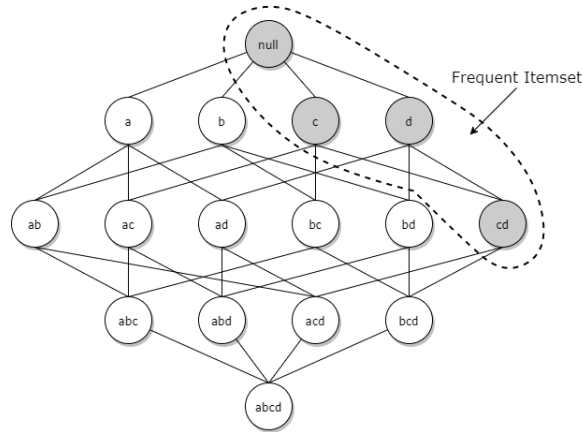 null
Frequent Itemset
a
b
c
d
ab
ac
ad
bc
bd
cd
abc
abd
acd
bcd
abcd